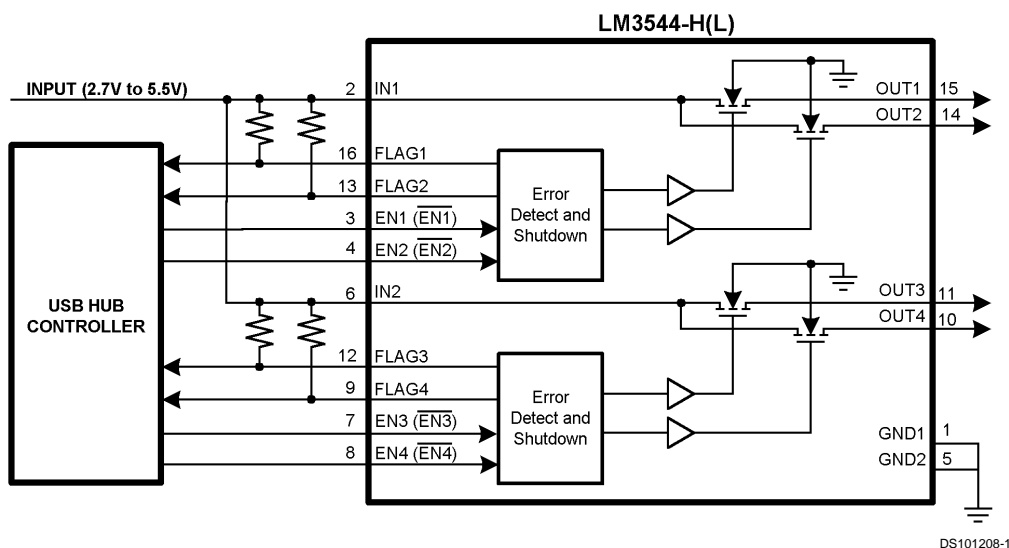 LM3544-H(L)
INPUT (2.7V to 5.5V)
2 IN1
OUT1 15
OUT2 14
16 FLAG1
13 FLAG2
3 EN1 (EN1)
4 EN2 (EN2)
Error
Detect and
Shutdown
USB HUB
CONTROLLER
6 IN2
OUT3 11
OUT4 10
12 FLAG3
9 FLAG4
7 EN3 (EN3)
8 EN4 (EN4)
Error
Detect and
Shutdown
GND1 1
GND2 5
DS101208-1